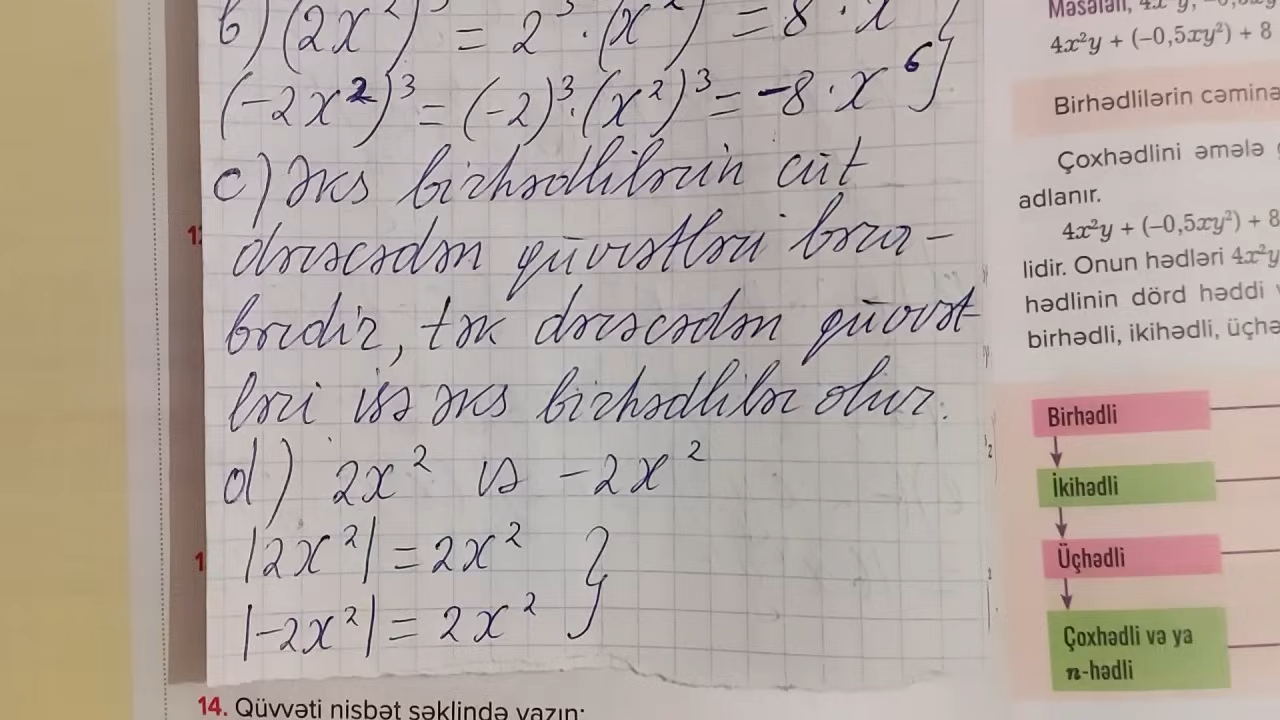 b) (2x²)³ = 2³ · (x²) = 8 · x
(-2x²)³ = (-2)³ · (x²)³ = -8 · x⁶ }
c) Əks birhədlilərin cüt
dərəcədən qüvvətləri bəra-
bərdir, tək dərəcədən qüvvət
ləri isə əks birhədlilər olur.
d) 2x² və -2x²
|2x²| = 2x² }
|-2x²| = 2x²
14. Qüvvəti nisbət şəklində yazın:
Məsələn, 4x²y,
4x²y + (−0,5xy²) + 8
Birhədlilərin cəminə
Çoxhədlini əmələ
adlanır.
4x²y + (−0,5xy²) + 8
lidir. Onun hədləri 4x²y
hədlinin dörd həddi
birhədli, ikihədli, üçhə
Birhədli
İkihədli
Üçhədli
Çoxhədli və ya
n-hədli